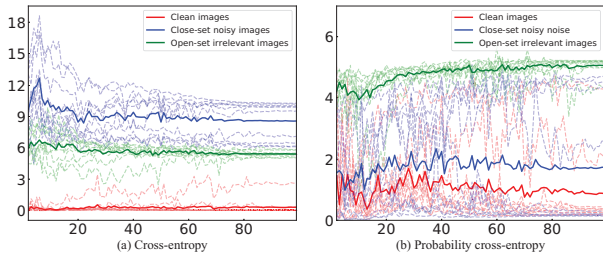 Clean images
Close-set noisy images
Open-set irrelevant images
18
15
12
9
6
3
0
20
40
60
80
(a) Cross-entropy
Clean images
Close-set noisy noise
Open-set irrelevant images
6
4
2
0
20
40
60
80
(b) Probability cross-entropy